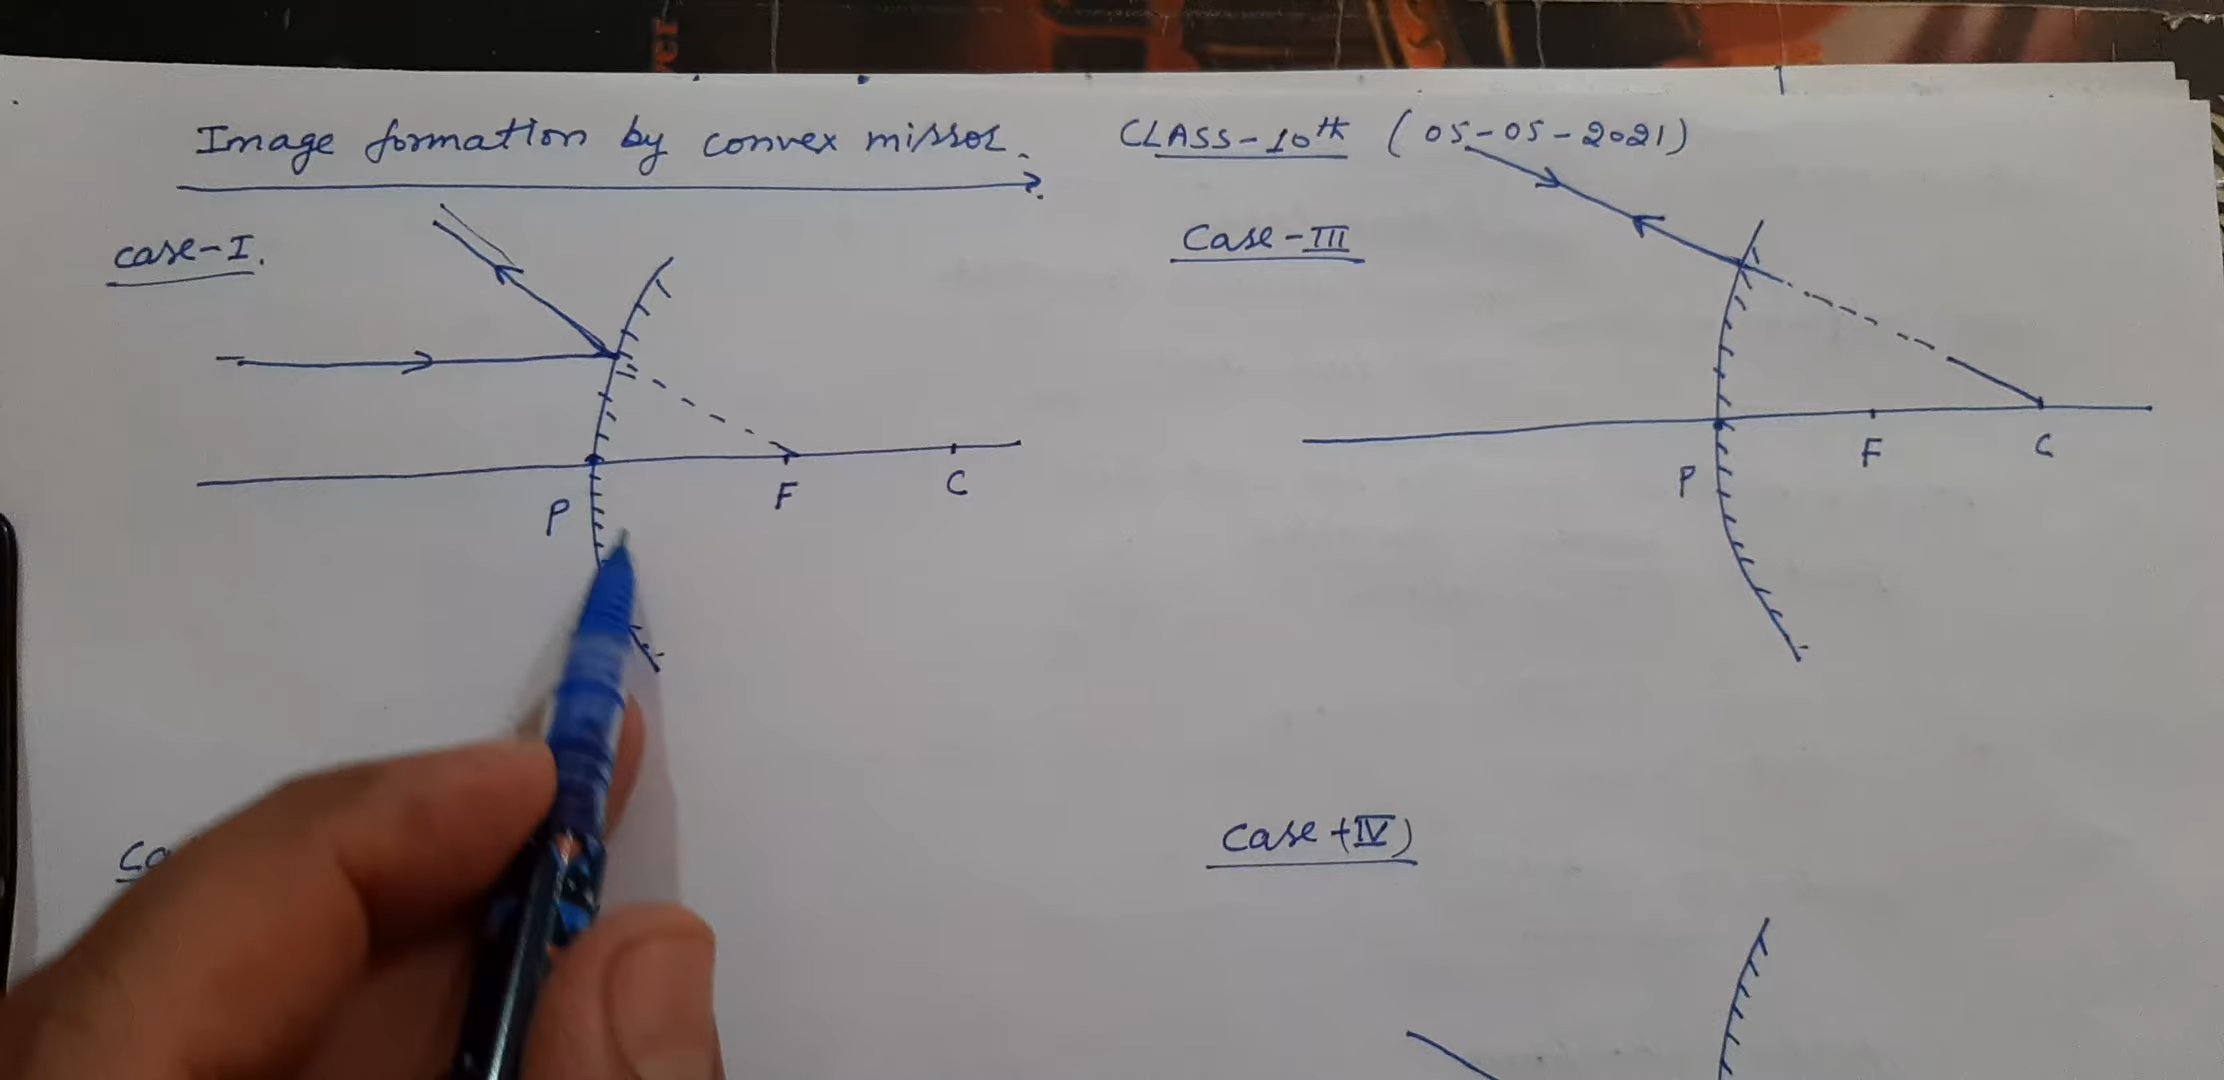 Image formation by convex mirror. CLASS-10th (05-05-2021)
case-I.
P
F
C
Case-III
P
F
C
Case +IV)